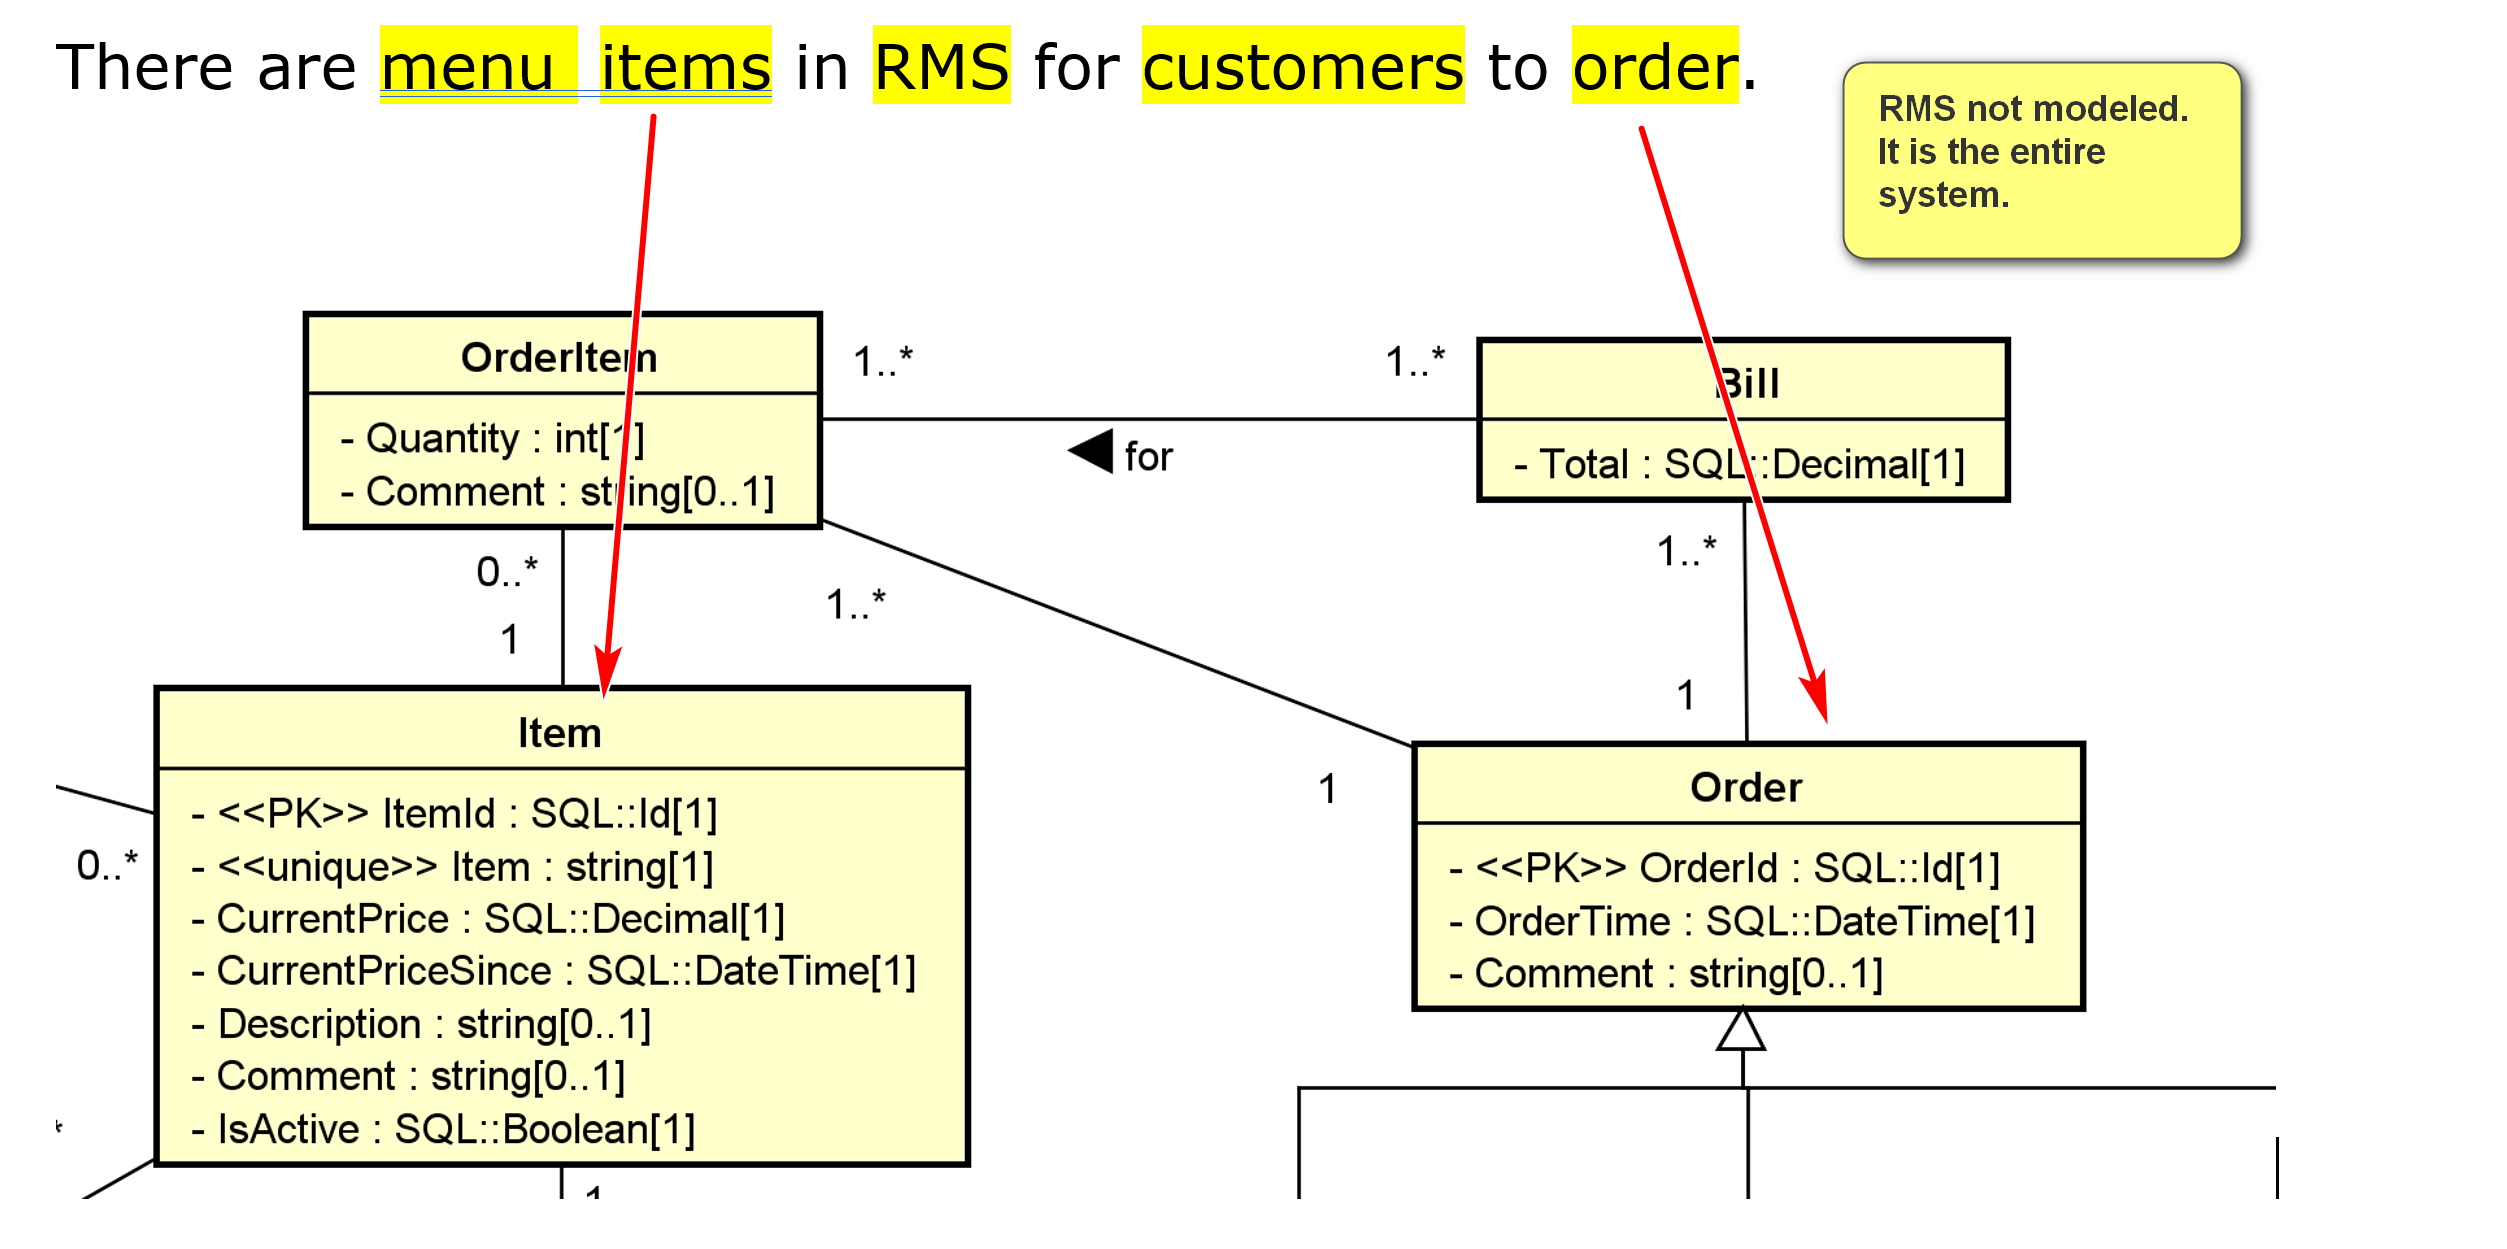 There are menu items in RMS for customers to order.
RMS not modeled.
It is the entire
system.
OrderItem
- Quantity : int[1]
- Comment : string[0..1]
1..*
1..*
for
Bill
- Total : SQL::Decimal[1]
0..*
1
1..*
1
1..*
1
Item
- <<PK>> ItemId : SQL::Id[1]
- <<unique>> Item : string[1]
- CurrentPrice : SQL::Decimal[1]
- CurrentPriceSince : SQL::DateTime[1]
- Description : string[0..1]
- Comment : string[0..1]
- IsActive : SQL::Boolean[1]
0..*
*
1
Order
- <<PK>> OrderId : SQL::Id[1]
- OrderTime : SQL::DateTime[1]
- Comment : string[0..1]